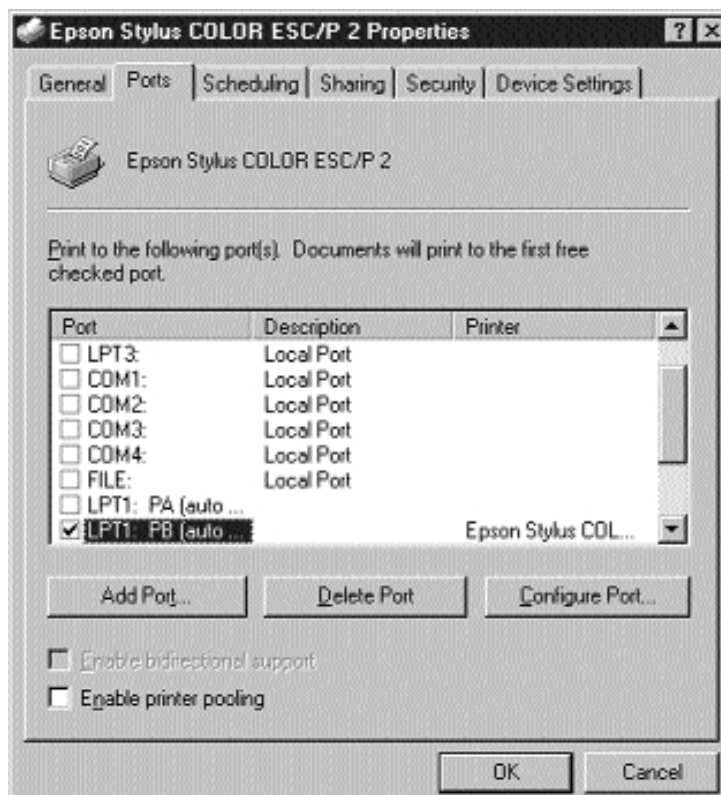 Epson Stylus COLOR ESC/P 2 Properties
General Ports Scheduling Sharing Security Device Settings
Epson Stylus COLOR ESC/P 2
Print to the following port(s). Documents will print to the first free
checked port.
Port Description Printer
LPT3: Local Port
COM1: Local Port
COM2: Local Port
COM3: Local Port
COM4: Local Port
FILE: Local Port
LPT1: PA (auto ...
LPT1: PB (auto ... Epson Stylus COL...
Add Port... Delete Port Configure Port...
Enable bidirectional support
Enable printer pooling
OK Cancel